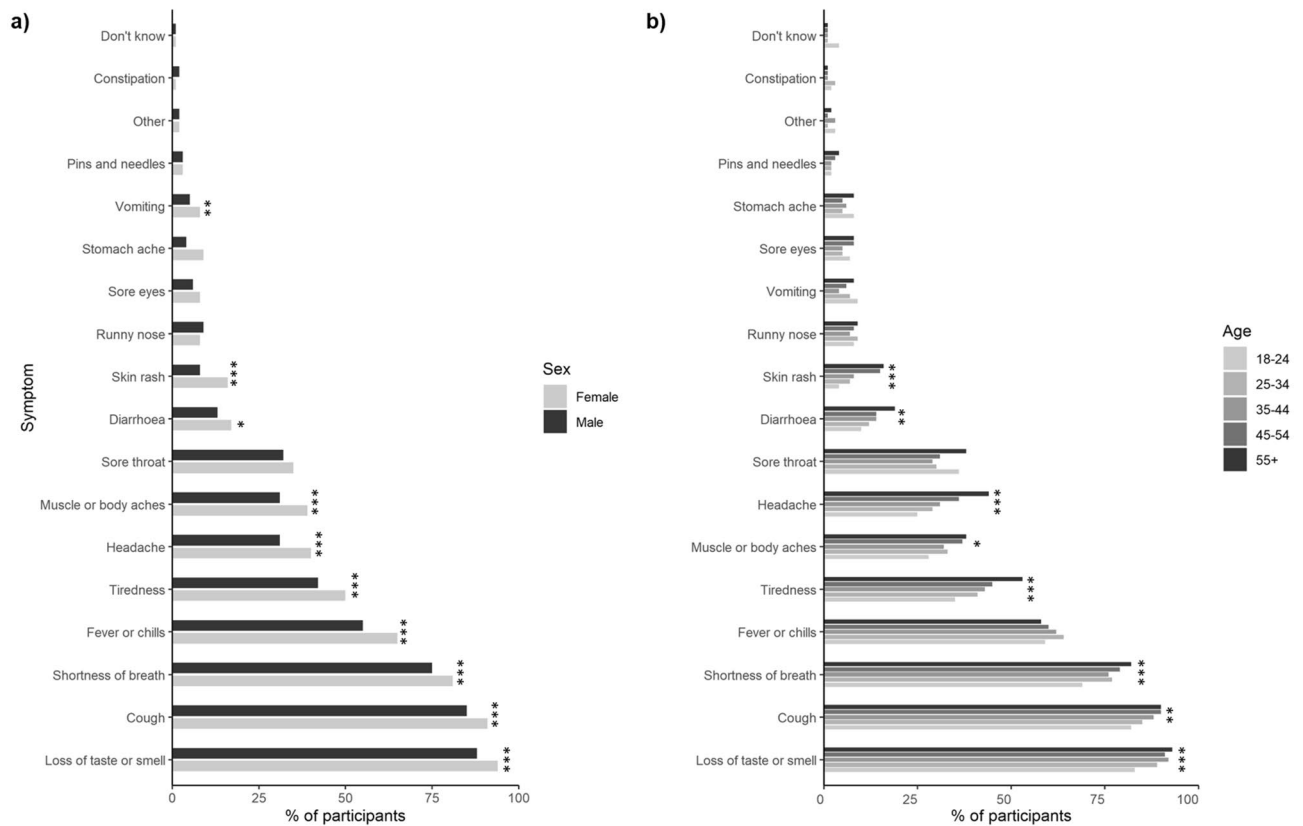 a)
Symptom
Don't know
Constipation
Other
Pins and needles
Vomiting
**
Stomach ache
Sore eyes
Runny nose
Skin rash
***
Diarrhoea
*
Sore throat
Muscle or body aches
***
Headache
***
Tiredness
***
Fever or chills
***
Shortness of breath
***
Cough
***
Loss of taste or smell
***
0 25 50 75 100
% of participants
Sex
Female
Male
b)
Don't know
Constipation
Other
Pins and needles
Stomach ache
Sore eyes
Vomiting
Runny nose
Skin rash
***
Diarrhoea
**
Sore throat
Headache
***
Muscle or body aches
*
Tiredness
***
Fever or chills
Shortness of breath
***
Cough
**
Loss of taste or smell
***
0 25 50 75 100
% of participants
Age
18-24
25-34
35-44
45-54
55+